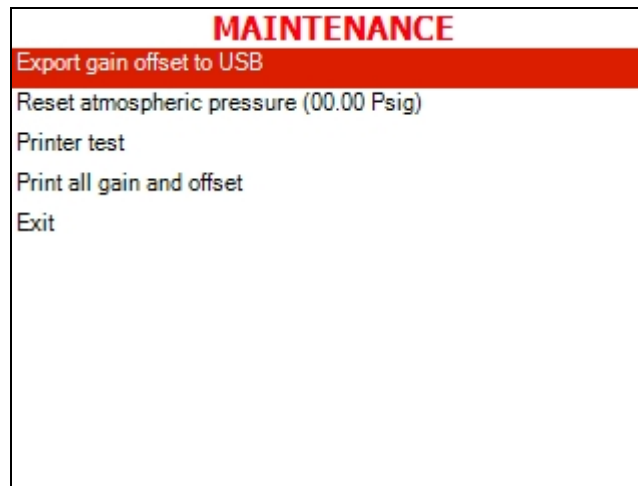 MAINTENANCE
Export gain offset to USB
Reset atmospheric pressure (00.00 Psig)
Printer test
Print all gain and offset
Exit